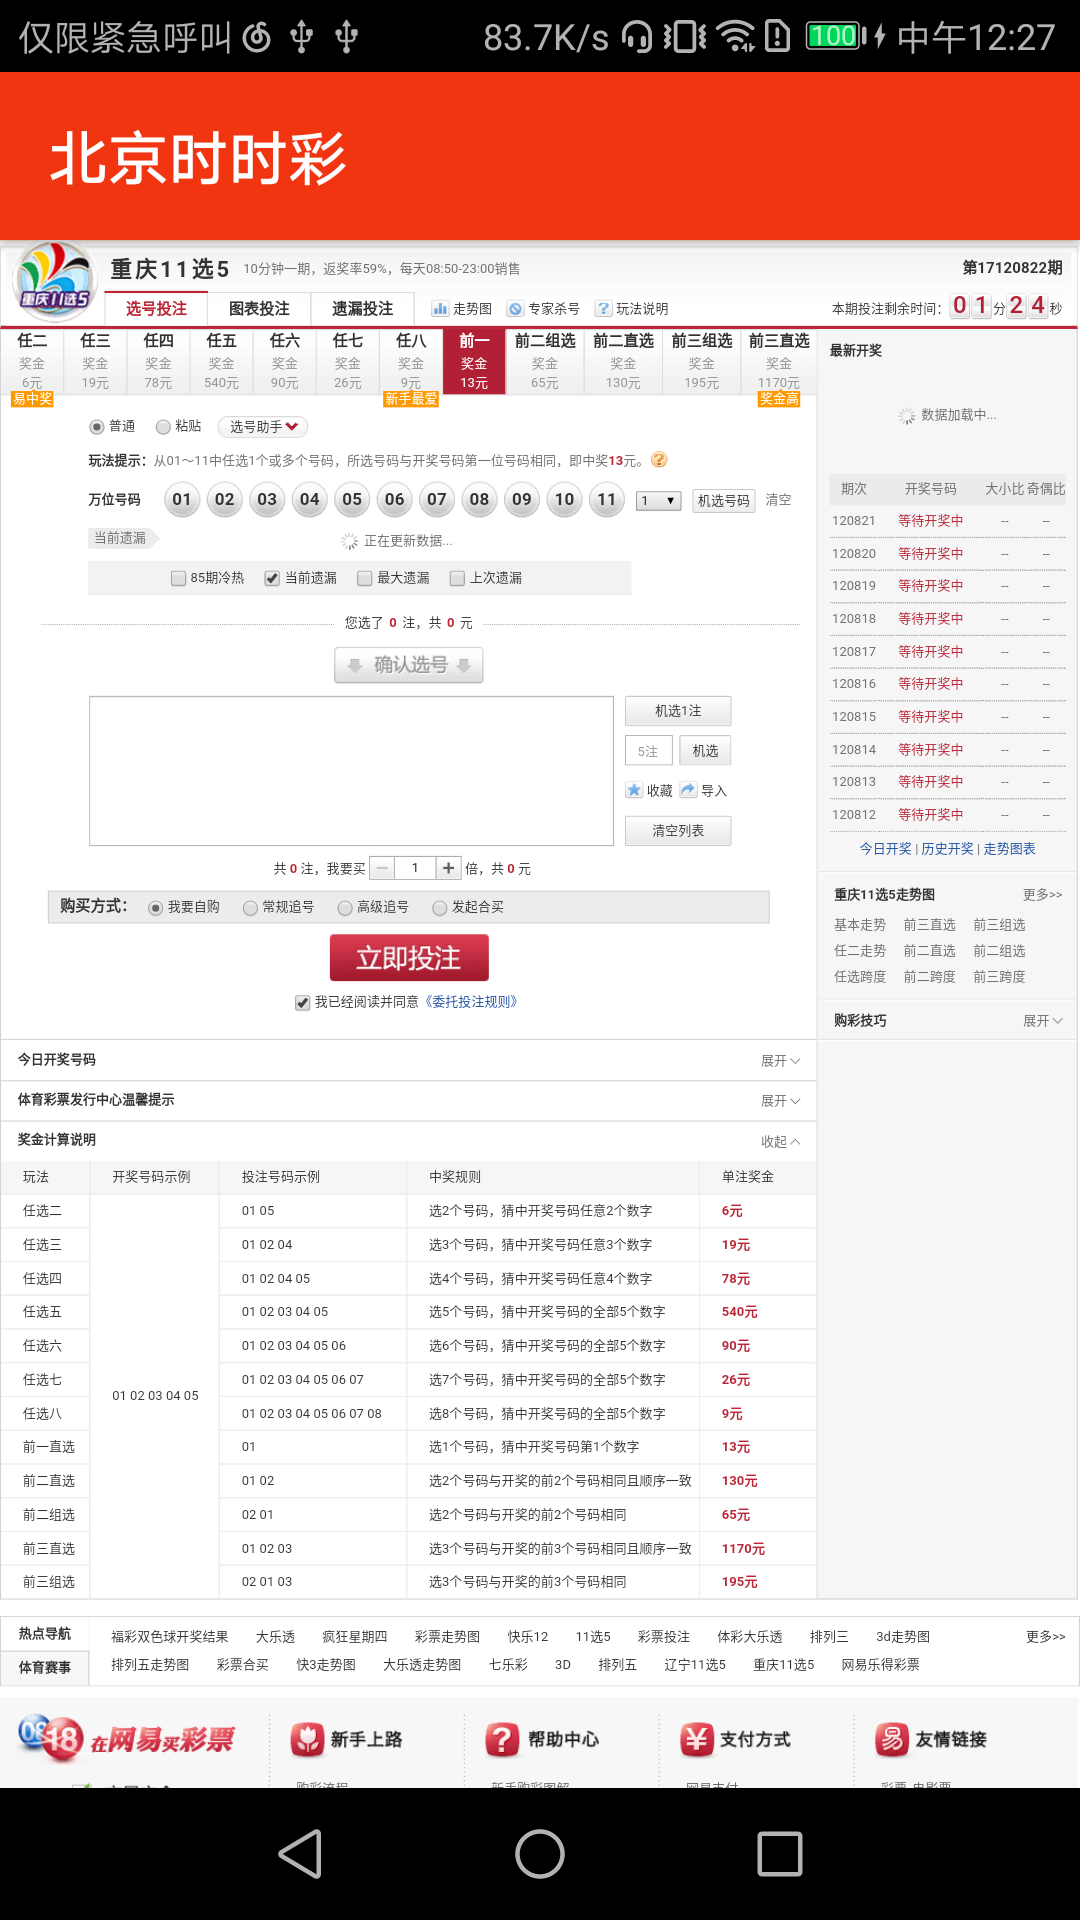 仅限紧急呼叫 83.7K/s 100 中午12:27
北京时时彩
重庆11选5 10分钟一期，返奖率59%，每天08:50-23:00销售 第17120822期
选号投注 图表投注 遗漏投注 走势图 专家杀号 玩法说明 本期投注剩余时间: 01分24秒
任二 任三 任四 任五 任六 任七 任八 前一 前二组选 前二直选 前三组选 前三直选
奖金 奖金 奖金 奖金 奖金 奖金 奖金 奖金 奖金 奖金 奖金 奖金
6元 19元 78元 540元 90元 26元 9元 13元 65元 130元 195元 1170元
易中奖 新手最爱 奖金高
最新开奖
数据加载中...
普通 粘贴 选号助手
玩法提示：从01～11中任选1个或多个号码，所选号码与开奖号码第一位号码相同，即中奖13元。
万位号码 01 02 03 04 05 06 07 08 09 10 11 1 机选号码 清空
当前遗漏 正在更新数据...
85期冷热 当前遗漏 最大遗漏 上次遗漏
您选了 0 注，共 0 元
确认选号
机选1注
5注 机选
收藏 导入
清空列表
共 0 注，我要买 1 倍，共 0 元
购买方式： 我要自购 常规追号 高级追号 发起合买
立即投注
我已经阅读并同意《委托投注规则》
期次 开奖号码 大小比 奇偶比
120821 等待开奖中 -- --
120820 等待开奖中 -- --
120819 等待开奖中 -- --
120818 等待开奖中 -- --
120817 等待开奖中 -- --
120816 等待开奖中 -- --
120815 等待开奖中 -- --
120814 等待开奖中 -- --
120813 等待开奖中 -- --
120812 等待开奖中 -- --
今日开奖 | 历史开奖 | 走势图表
重庆11选5走势图 更多>>
基本走势 前三直选 前三组选
任二走势 前二直选 前二组选
任选跨度 前二跨度 前三跨度
购彩技巧 展开
今日开奖号码 展开
体育彩票发行中心温馨提示 展开
奖金计算说明 收起
玩法 开奖号码示例 投注号码示例 中奖规则 单注奖金
任选二 01 05 选2个号码，猜中开奖号码任意2个数字 6元
任选三 01 02 04 选3个号码，猜中开奖号码任意3个数字 19元
任选四 01 02 04 05 选4个号码，猜中开奖号码任意4个数字 78元
任选五 01 02 03 04 05 选5个号码，猜中开奖号码的全部5个数字 540元
任选六 01 02 03 04 05 06 选6个号码，猜中开奖号码的全部5个数字 90元
任选七 01 02 03 04 05 06 07 选7个号码，猜中开奖号码的全部5个数字 26元
01 02 03 04 05
任选八 01 02 03 04 05 06 07 08 选8个号码，猜中开奖号码的全部5个数字 9元
前一直选 01 选1个号码，猜中开奖号码第1个数字 13元
前二直选 01 02 选2个号码与开奖的前2个号码相同且顺序一致 130元
前二组选 02 01 选2个号码与开奖的前2个号码相同 65元
前三直选 01 02 03 选3个号码与开奖的前3个号码相同且顺序一致 1170元
前三组选 02 01 03 选3个号码与开奖的前3个号码相同 195元
热点导航 福彩双色球开奖结果 大乐透 疯狂星期四 彩票走势图 快乐12 11选5 彩票投注 体彩大乐透 排列三 3d走势图 更多>>
体育赛事 排列五走势图 彩票合买 快3走势图 大乐透走势图 七乐彩 3D 排列五 辽宁11选5 重庆11选5 网易乐得彩票
08 18 在网易买彩票 新手上路 帮助中心 支付方式 友情链接
购彩流程 新手购彩图解 网易支付 彩票 电影票